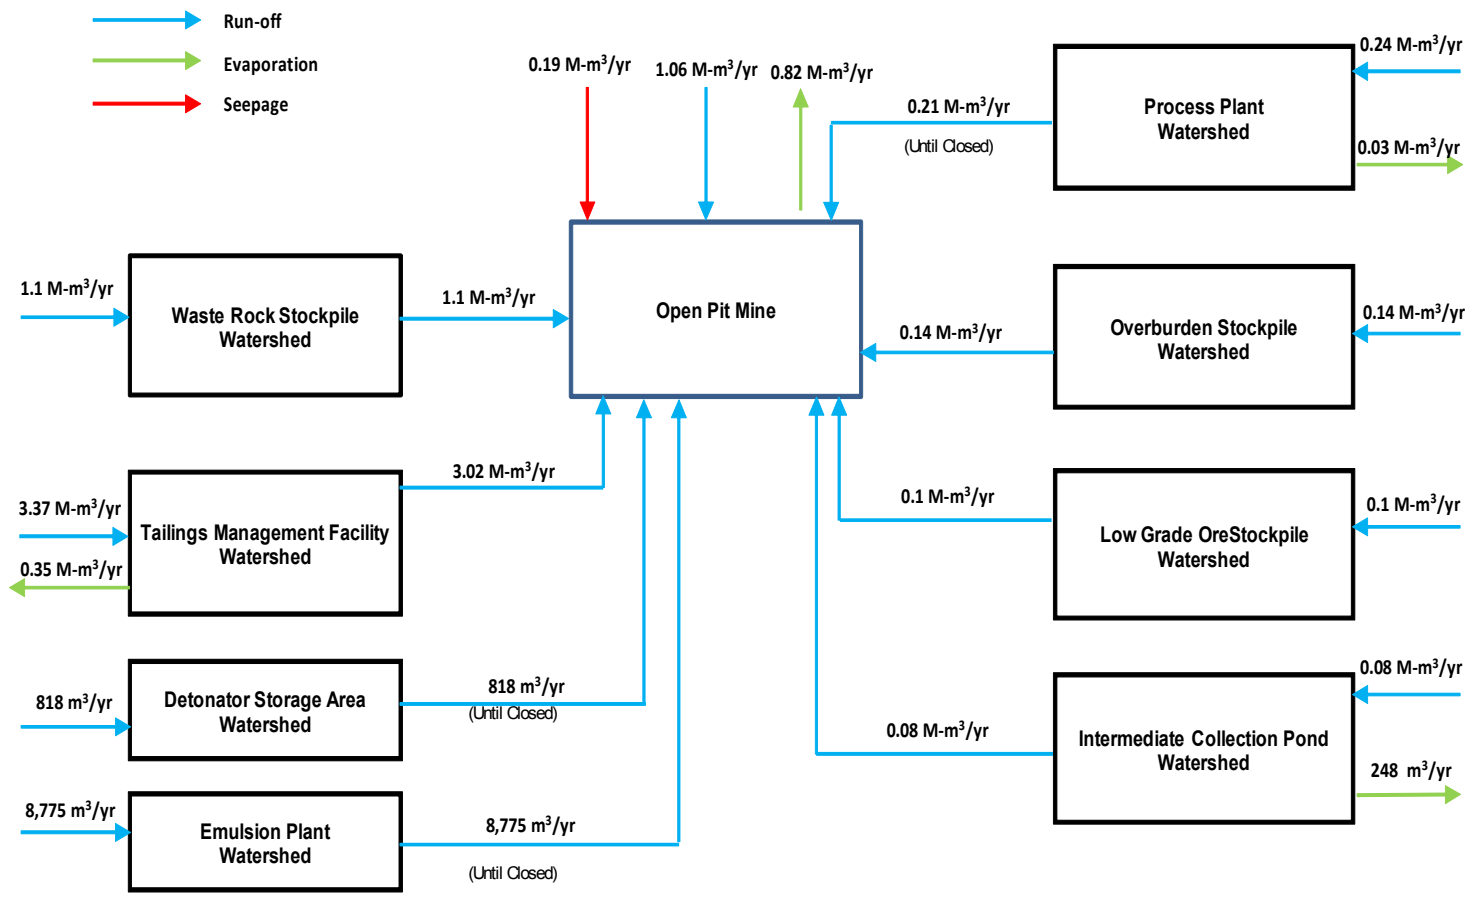 Run-off
Evaporation
Seepage
0.19 M-m³/yr
1.06 M-m³/yr
0.82 M-m³/yr
0.21 M-m³/yr
(Until Closed)
Process Plant
Watershed
0.24 M-m³/yr
0.03 M-m³/yr
1.1 M-m³/yr
Waste Rock Stockpile
Watershed
1.1 M-m³/yr
Open Pit Mine
0.14 M-m³/yr
Overburden Stockpile
Watershed
0.14 M-m³/yr
3.37 M-m³/yr
0.35 M-m³/yr
Tailings Management Facility
Watershed
3.02 M-m³/yr
0.1 M-m³/yr
Low Grade OreStockpile
Watershed
0.1 M-m³/yr
818 m³/yr
Detonator Storage Area
Watershed
818 m³/yr
(Until Closed)
0.08 M-m³/yr
Intermediate Collection Pond
Watershed
0.08 M-m³/yr
248 m³/yr
8,775 m³/yr
Emulsion Plant
Watershed
8,775 m³/yr
(Until Closed)